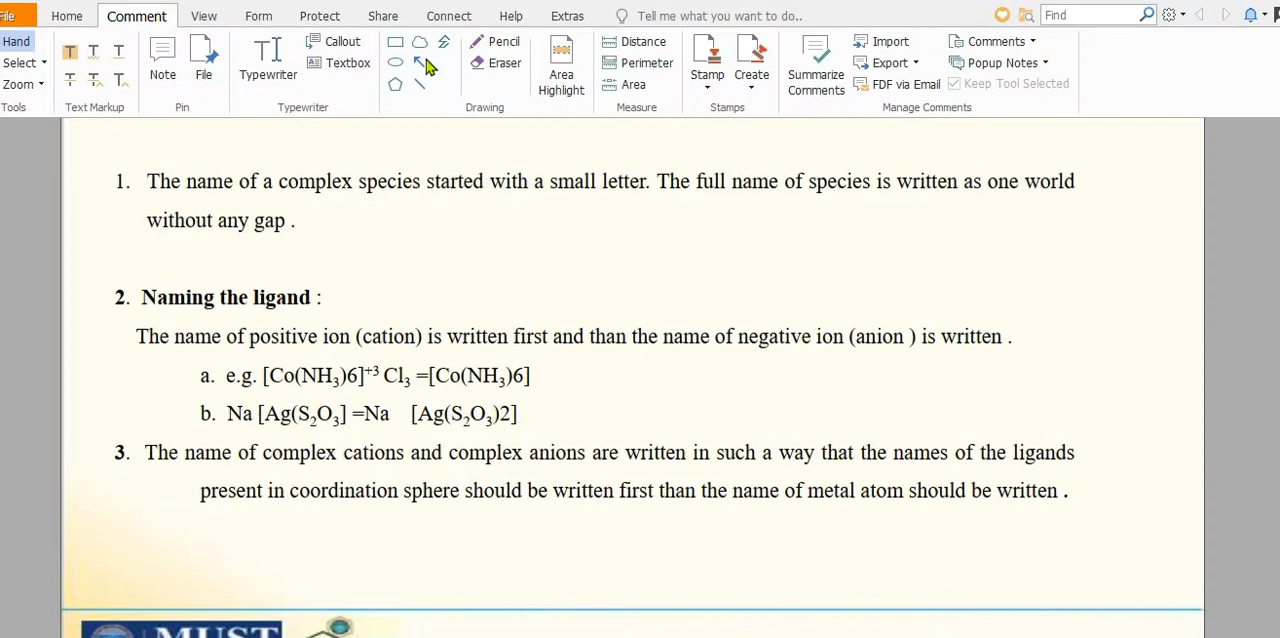 File Home Comment View Form Protect Share Connect Help Extras Tell me what you want to do.. Find
Hand Callout Pencil Distance Import Comments
Select Note File Typewriter Textbox Eraser Area Highlight Perimeter Stamp Create Summarize Comments Export Popup Notes
Zoom Area FDF via Email Keep Tool Selected
Tools Text Markup Pin Typewriter Drawing Measure Stamps Manage Comments
1. The name of a complex species started with a small letter. The full name of species is written as one world
without any gap .
2. Naming the ligand :
The name of positive ion (cation) is written first and than the name of negative ion (anion ) is written .
a. e.g. [Co(NH₃)6]⁺³ Cl₃ =[Co(NH₃)6]
b. Na [Ag(S₂O₃] =Na [Ag(S₂O₃)2]
3. The name of complex cations and complex anions are written in such a way that the names of the ligands
present in coordination sphere should be written first than the name of metal atom should be written .
MUST